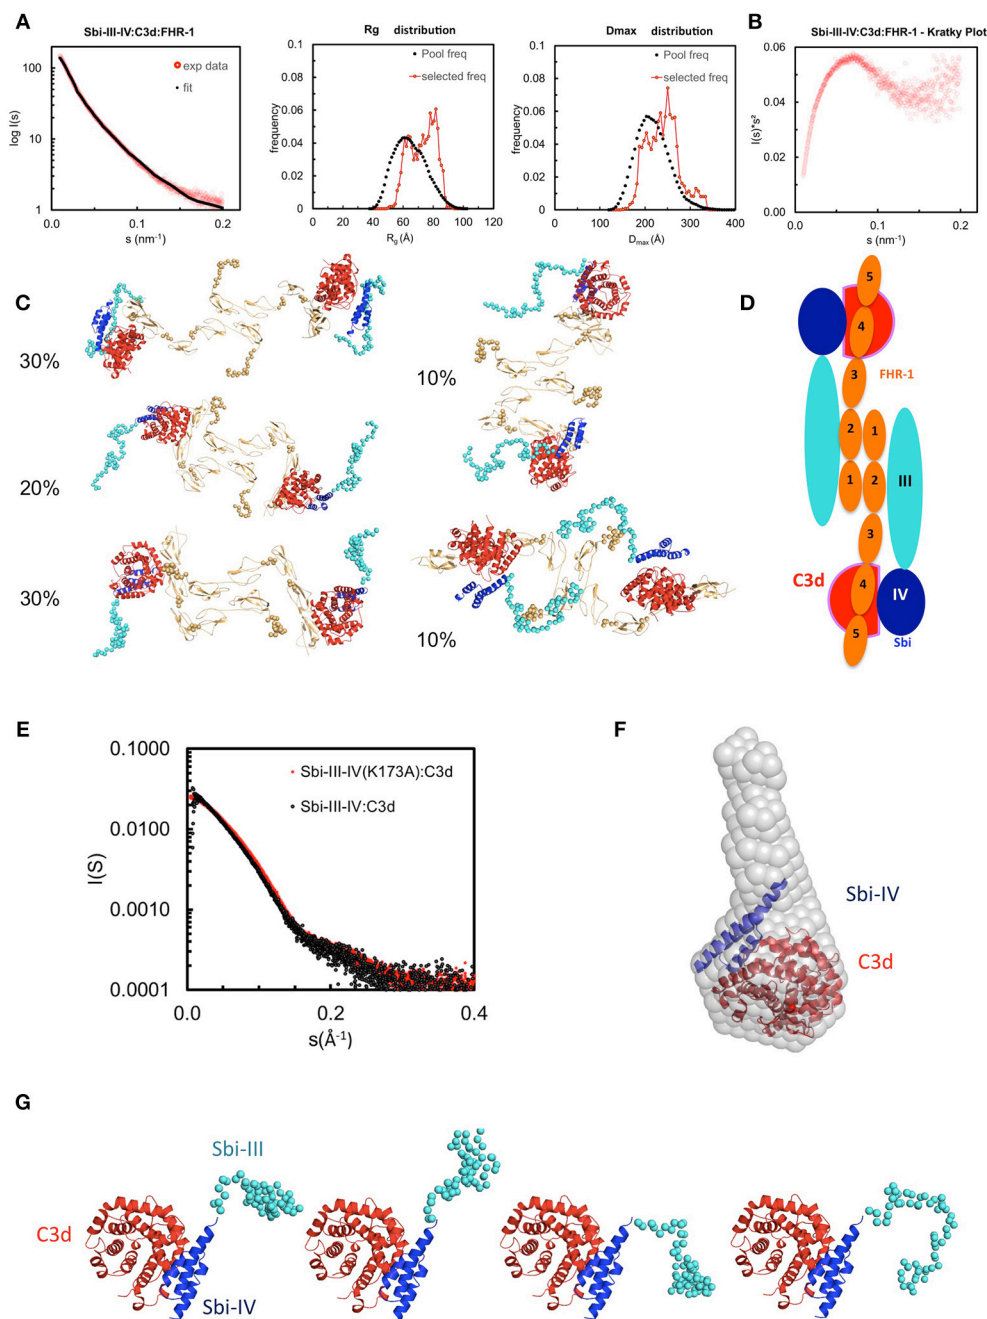 A
Sbi-III-IV:C3d:FHR-1
log I(s)
100
10
1
exp data
fit
0
0.1
0.2
s (nm⁻¹)
Rg distribution
frequency
0.1
0.08
0.06
0.04
0.02
0
Pool freq
selected freq
0 20 40 60 80 100 120
Rg (Å)
Dmax distribution
frequency
0.1
0.08
0.06
0.04
0.02
0
Pool freq
selected freq
0 100 200 300 400
Dmax (Å)
B
Sbi-III-IV:C3d:FHR-1 - Kratky Plot
I(s)*s²
0.06
0.04
0.02
0.00
0 0.1 0.2
s (nm⁻¹)
C
30%
10%
20%
30%
10%
D
5
4
3
FHR-1
2
1
1
2
III
3
C3d
4
IV
5
Sbi
E
I(S)
0.1000
0.0100
0.0010
0.0001
Sbi-III-IV(K173A):C3d
Sbi-III-IV:C3d
0.0 0.2 0.4
s(Å⁻¹)
F
Sbi-IV
C3d
G
Sbi-III
C3d
Sbi-IV